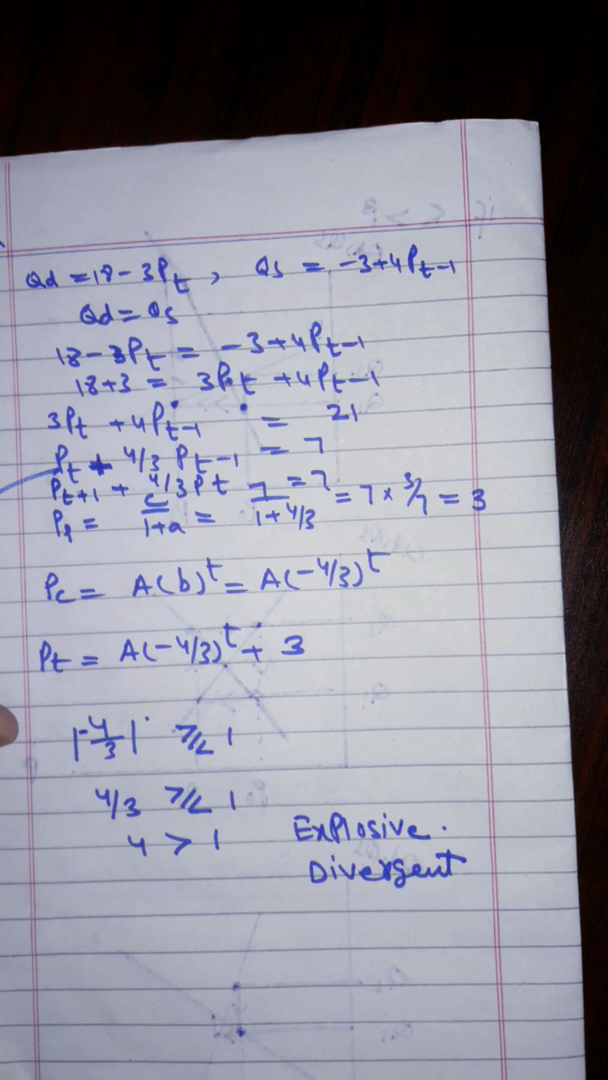 Qd = 18 - 3Pt , Qs = -3+4Pt-1
Qd = Qs
18-3Pt = -3+4Pt-1
18+3 = 3Pt +4Pt-1
3Pt +4Pt-1 = 21
Pt + 4/3 Pt-1 = 7
Pt+1 + 4/3 Pt = 7
Pp = c/1+a = 7/1+4/3 = 7 × 3/7 = 3
Pc = A(b)^t = A(-4/3)^t
Pt = A(-4/3)^t + 3
|-4/3| ≷ 1
4/3 ≷ 1
4 > 1 Explosive.
Divergent